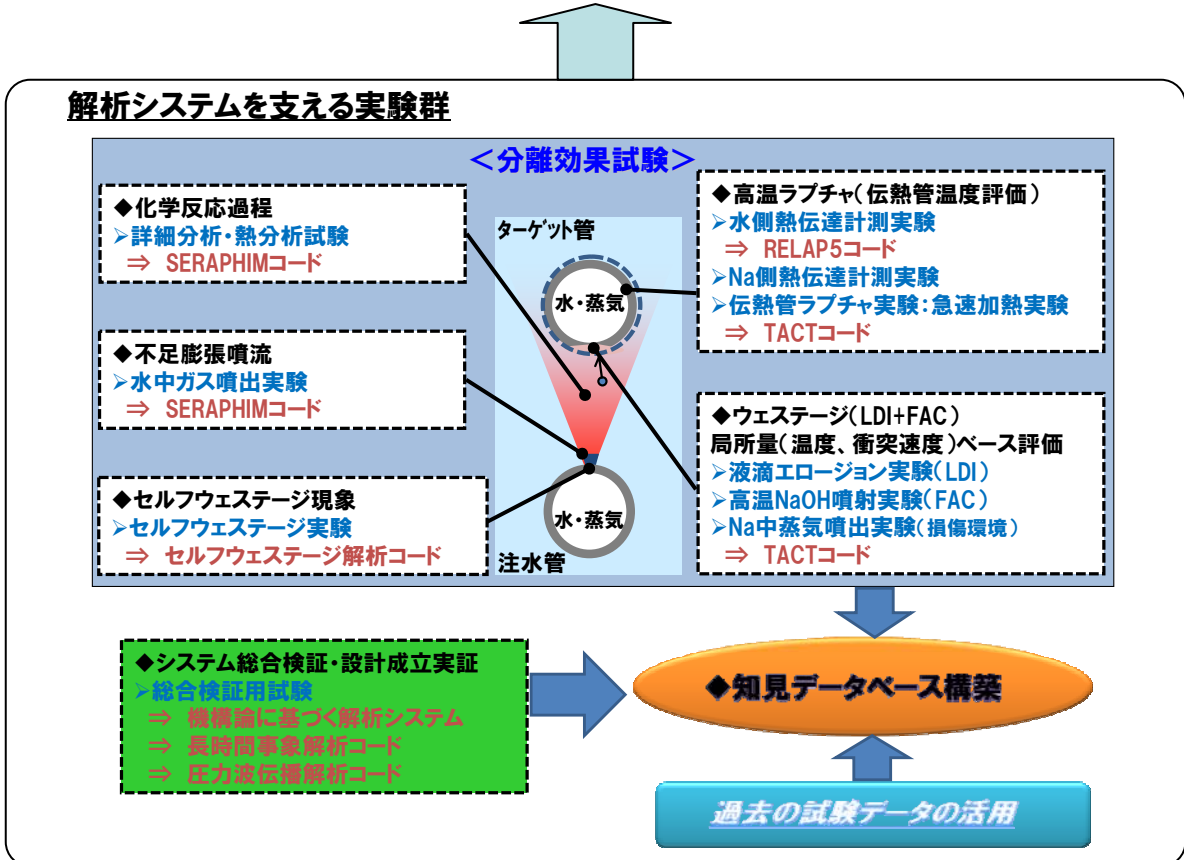 解析システムを支える実験群
＜分離効果試験＞
◆化学反応過程
➢詳細分析・熱分析試験
⇒ SERAPHIMコード
◆不足膨張噴流
➢水中ガス噴出実験
⇒ SERAPHIMコード
◆セルフウェステージ現象
➢セルフウェステージ実験
⇒ セルフウェステージ解析コード
ターゲット管
水・蒸気
水・蒸気
注水管
◆高温ラプチャ(伝熱管温度評価)
➢水側熱伝達計測実験
⇒ RELAP5コード
➢Na側熱伝達計測実験
➢伝熱管ラプチャ実験:急速加熱実験
⇒ TACTコード
◆ウェステージ(LDI+FAC)
局所量(温度、衝突速度)ベース評価
➢液滴エロージョン実験(LDI)
➢高温NaOH噴射実験(FAC)
➢Na中蒸気噴出実験(損傷環境)
⇒ TACTコード
◆システム総合検証・設計成立実証
➢総合検証用試験
⇒ 機構論に基づく解析システム
⇒ 長時間事象解析コード
⇒ 圧力波伝播解析コード
◆知見データベース構築
過去の試験データの活用